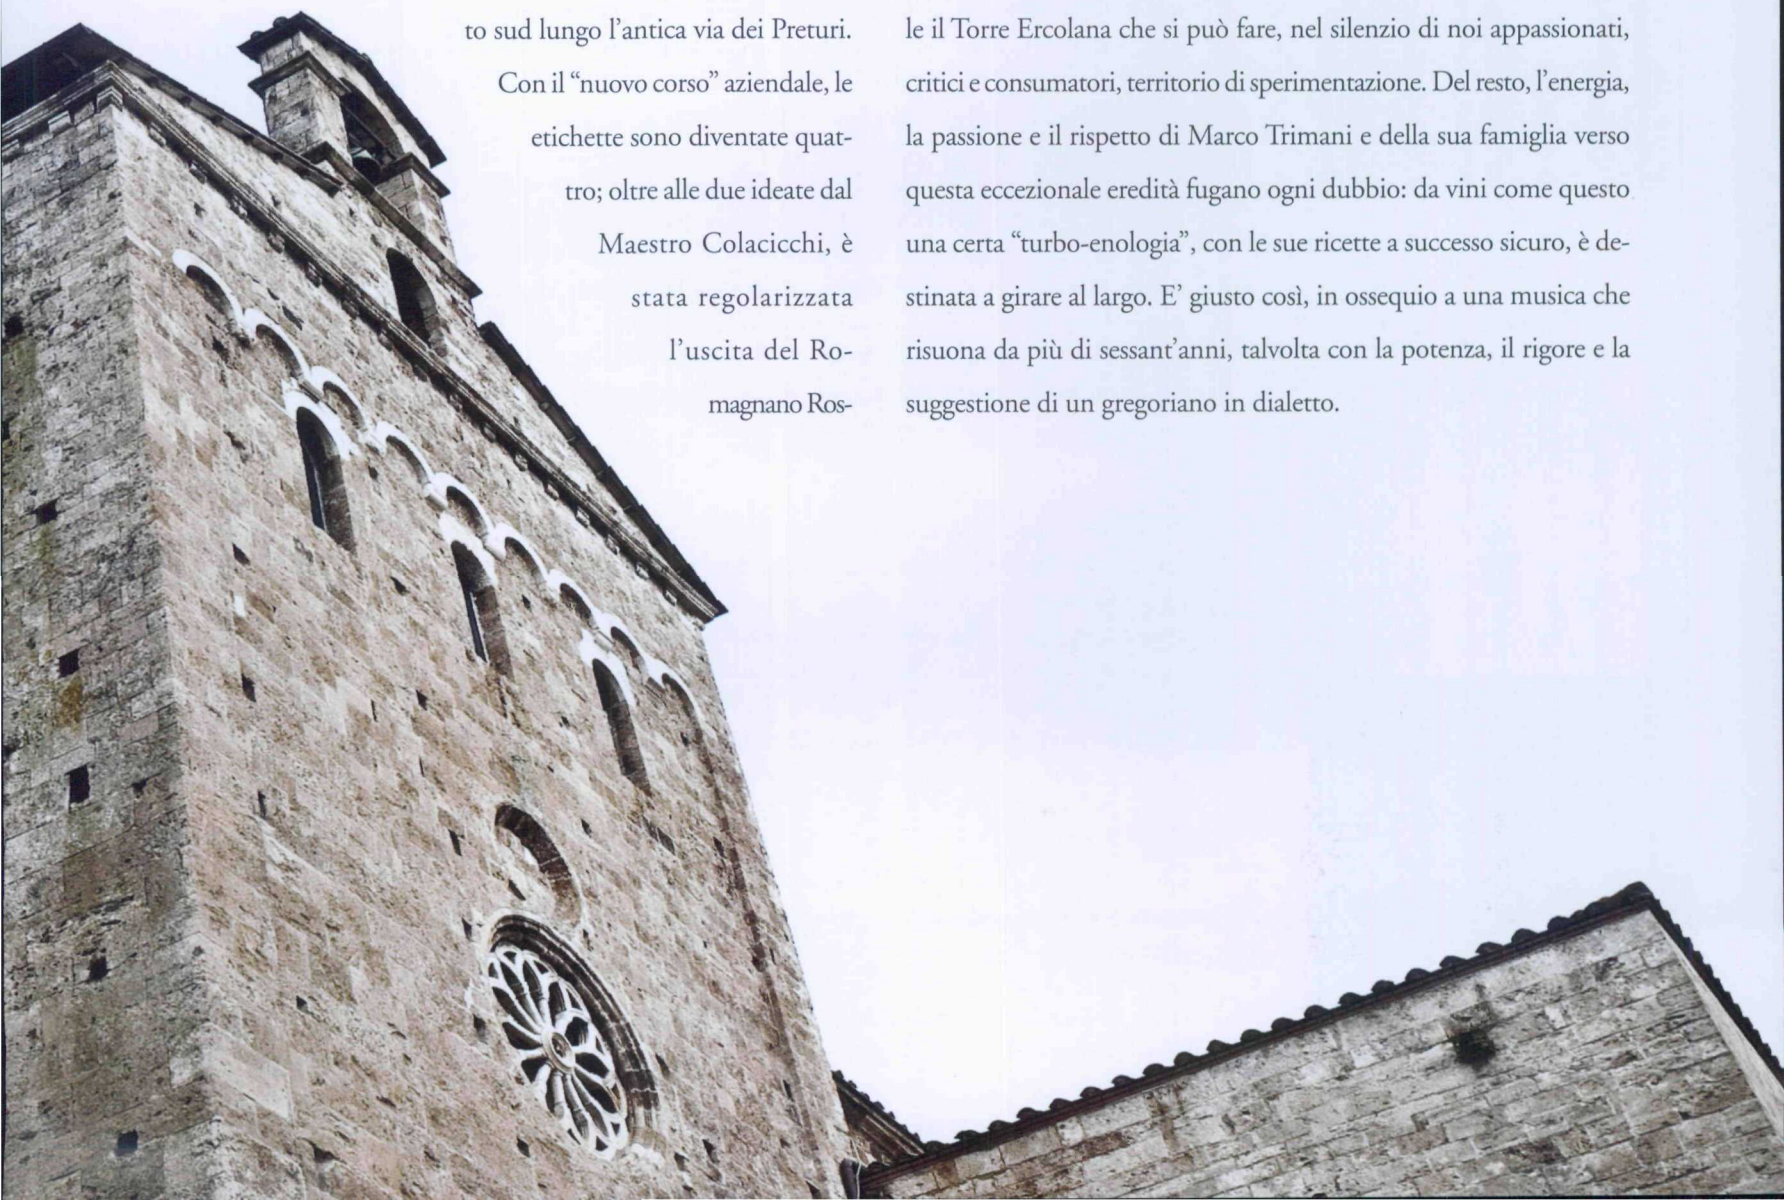 to sud lungo l’antica via dei Preturi.
Con il “nuovo corso” aziendale, le
etichette sono diventate quat-
tro; oltre alle due ideate dal
Maestro Colacicchi, è
stata regolarizzata
l’uscita del Ro-
magnano Ros-
le il Torre Ercolana che si può fare, nel silenzio di noi appassionati,
critici e consumatori, territorio di sperimentazione. Del resto, l’energia,
la passione e il rispetto di Marco Trimani e della sua famiglia verso
questa eccezionale eredità fugano ogni dubbio: da vini come questo
una certa “turbo-enologia”, con le sue ricette a successo sicuro, è de-
stinata a girare al largo. E’ giusto così, in ossequio a una musica che
risuona da più di sessant’anni, talvolta con la potenza, il rigore e la
suggestione di un gregoriano in dialetto.